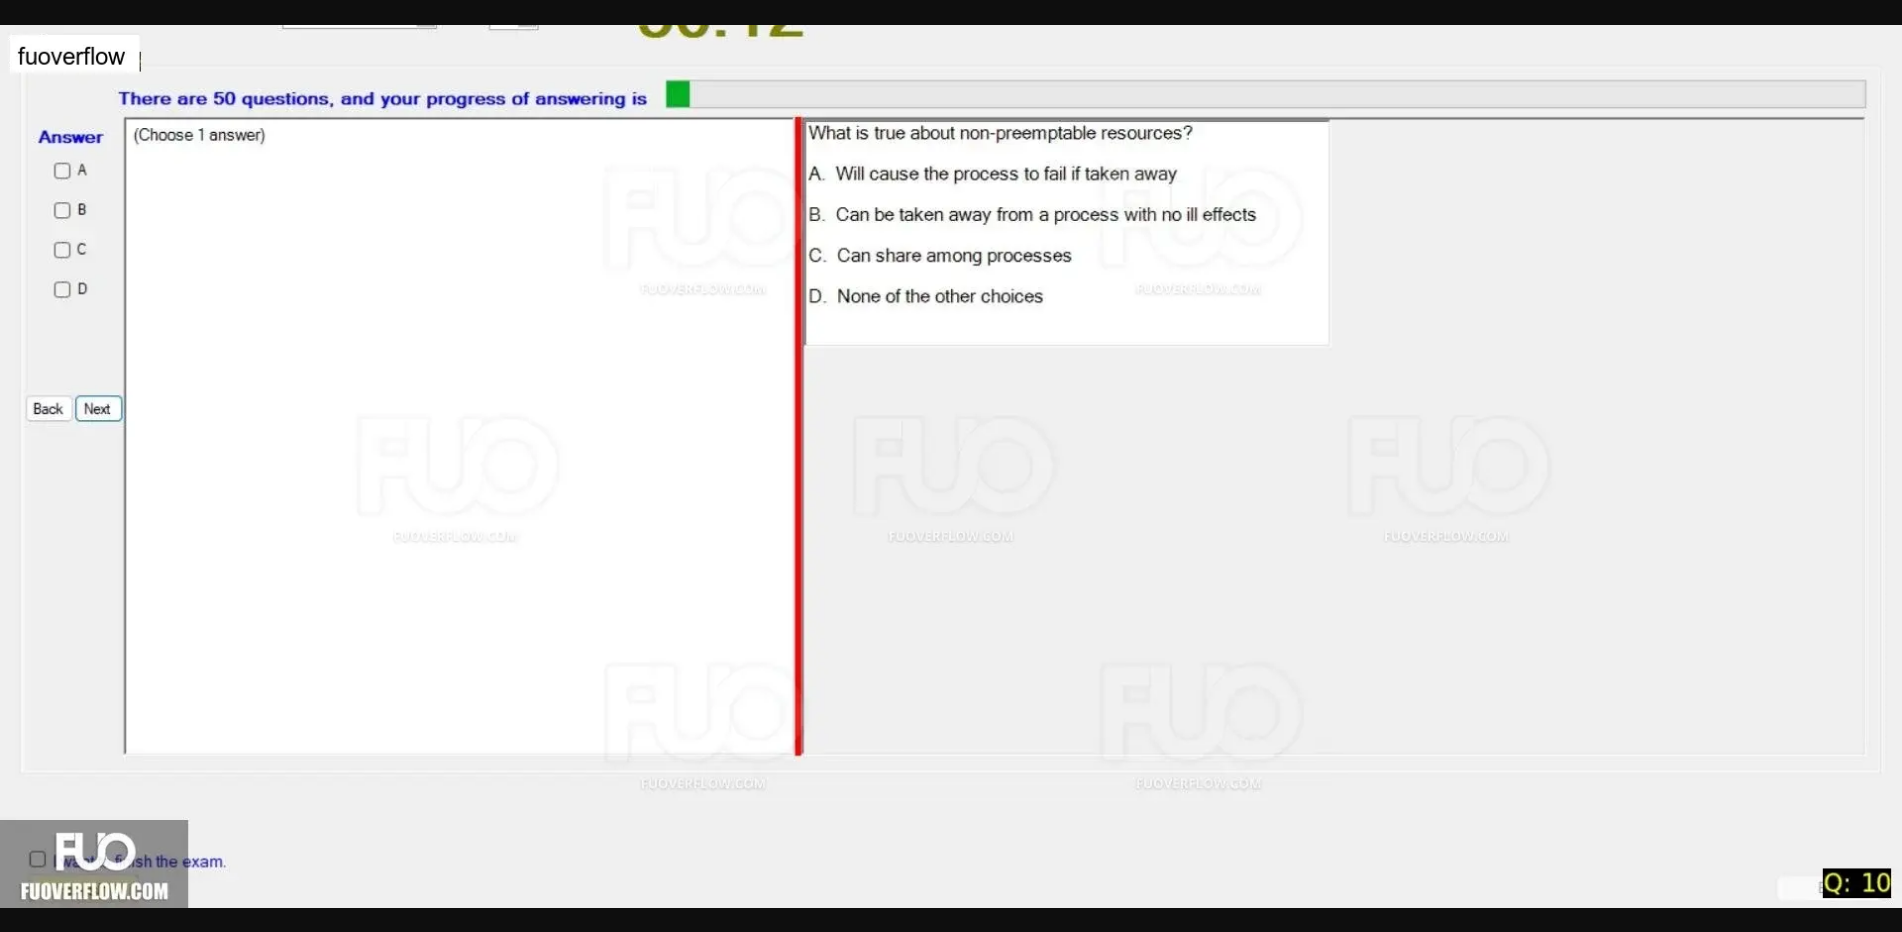 fuoverflow
There are 50 questions, and your progress of answering is
Answer
(Choose 1 answer)
A
B
C
D
Back Next
What is true about non-preemptable resources?
A. Will cause the process to fail if taken away
B. Can be taken away from a process with no ill effects
C. Can share among processes
D. None of the other choices
FUO
FUOVERFLOW.COM
FUO
FUOVERFLOW.COM
FUO
FUOVERFLOW.COM
FUO
FUOVERFLOW.COM
FUO
FUOVERFLOW.COM
FUO
FUOVERFLOW.COM
FUO
FUOVERFLOW.COM
the exam.
FUO
FUOVERFLOW.COM
Q: 10